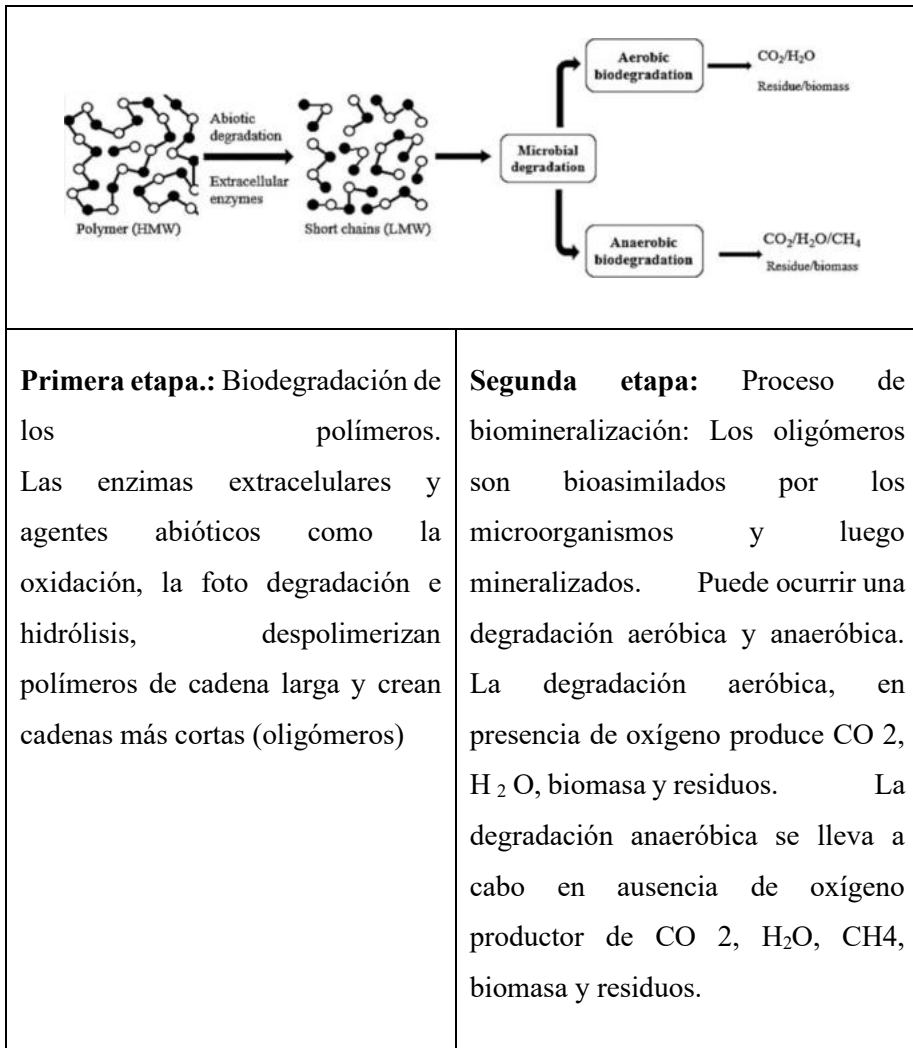 Aerobic
biodegradation
CO2/H2O
Residue/biomass
Abiotic
degradation
Extracellular
enzymes
Microbial
degradation
Polymer (HMW)
Short chains (LMW)
Anaerobic
biodegradation
CO2/H2O/CH4
Residue/biomass
Primera etapa.: Biodegradación de
los polímeros.
Las enzimas extracelulares y
agentes abióticos como la
oxidación, la foto degradación e
hidrólisis, despolimerizan
polímeros de cadena larga y crean
cadenas más cortas (oligómeros)
Segunda etapa: Proceso de
biomineralización: Los oligómeros
son bioasimilados por los
microorganismos y luego
mineralizados. Puede ocurrir una
degradación aeróbica y anaeróbica.
La degradación aeróbica, en
presencia de oxígeno produce CO 2,
H 2 O, biomasa y residuos. La
degradación anaeróbica se lleva a
cabo en ausencia de oxígeno
productor de CO 2, H2O, CH4,
biomasa y residuos.